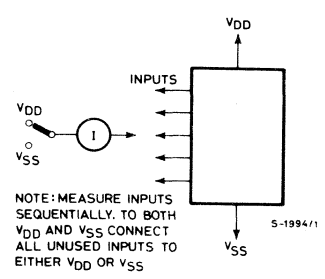 VDD
INPUTS
VDD
I
VSS
NOTE: MEASURE INPUTS
SEQUENTIALLY. TO BOTH
VDD AND VSS CONNECT
ALL UNUSED INPUTS TO
EITHER VDD OR VSS
S-1994/1
VSS